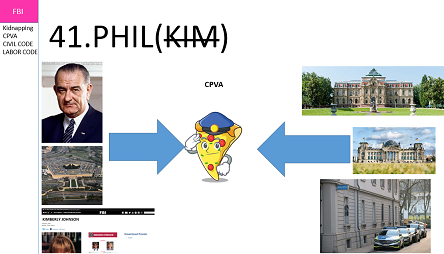 FBI
Kidnapping
CPVA
CIVIL CODE
LABOR CODE
41.PHIL(KIM)
CPVA
FBI
KIMBERLY JOHNSON